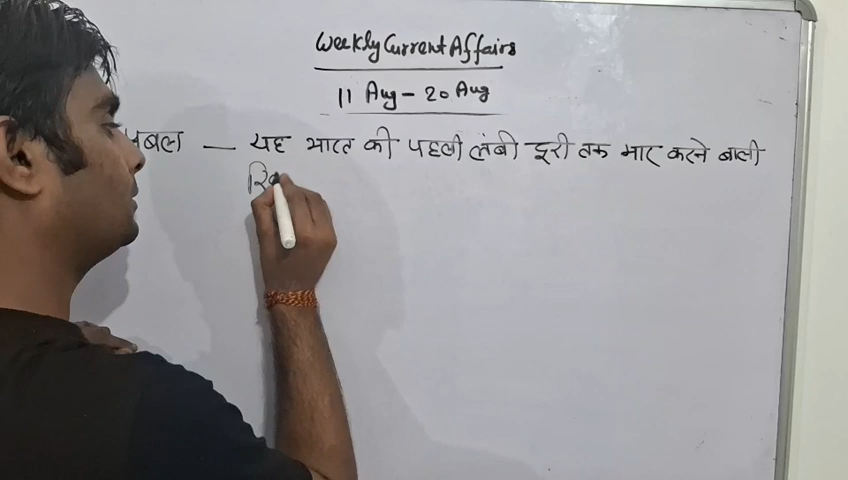 Weekly Current Affairs
11 Aug - 20 Aug
यह भारत की पहली लंबी दूरी तक मार करने बाली